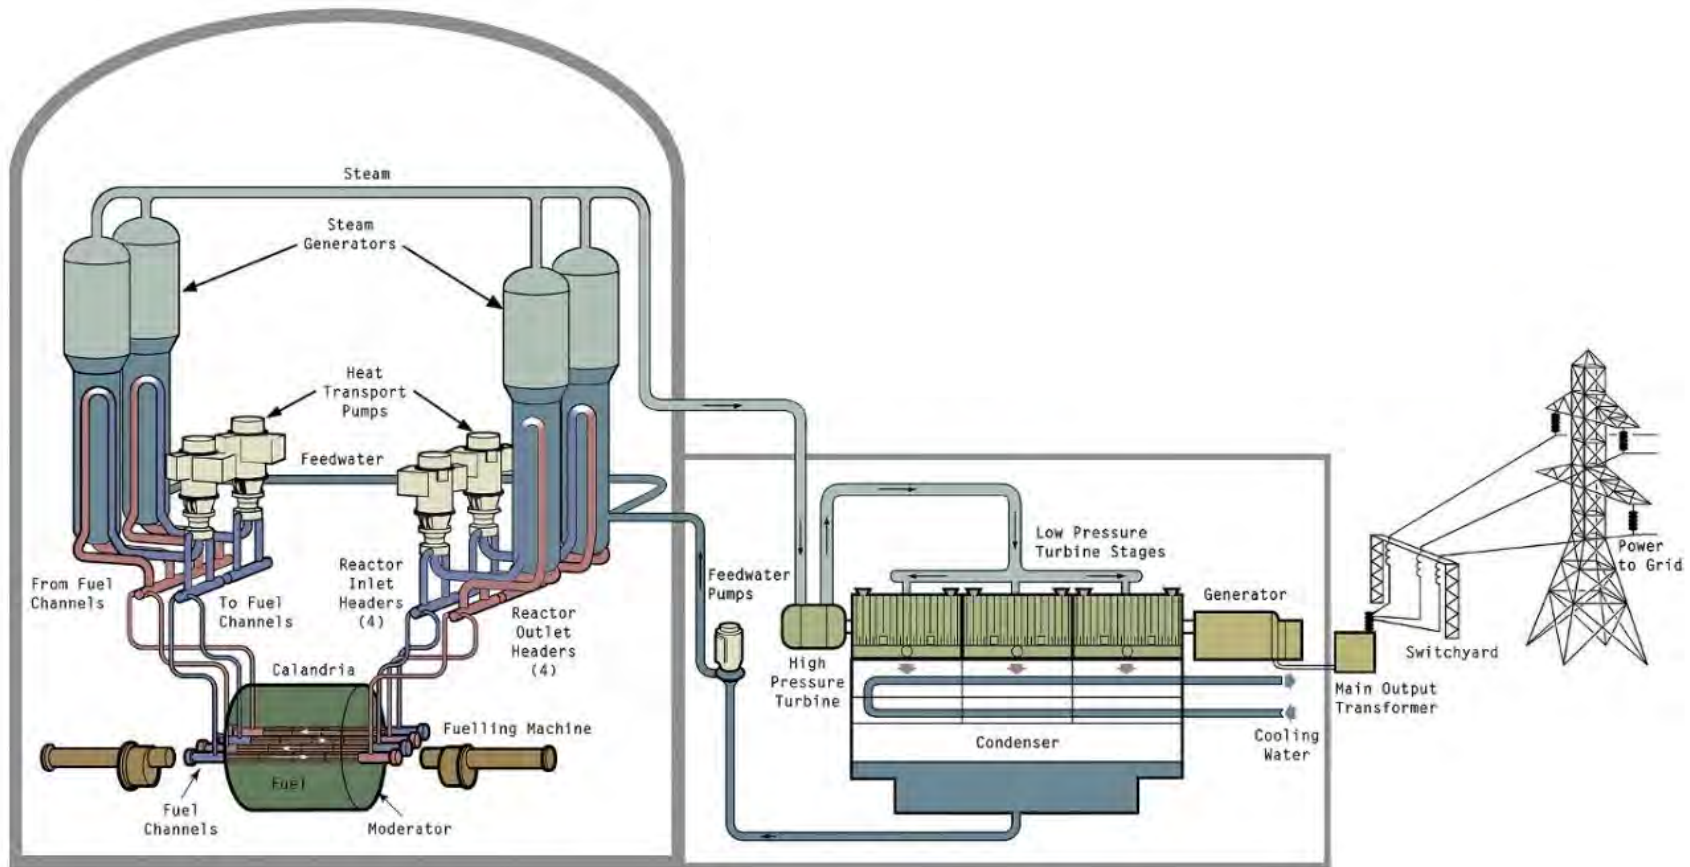 Steam
Steam
Generators
Heat
Transport
Pumps
Feedwater
From Fuel
Channels
To Fuel
Channels
Reactor
Inlet
Headers
(4)
Reactor
Outlet
Headers
(4)
Calandria
Fuelling Machine
Fuel
Fuel
Channels
Moderator
Feedwater
Pumps
High
Pressure
Turbine
Low Pressure
Turbine Stages
Generator
Condenser
Cooling
Water
Main Output
Transformer
Switchyard
Power
to Grid